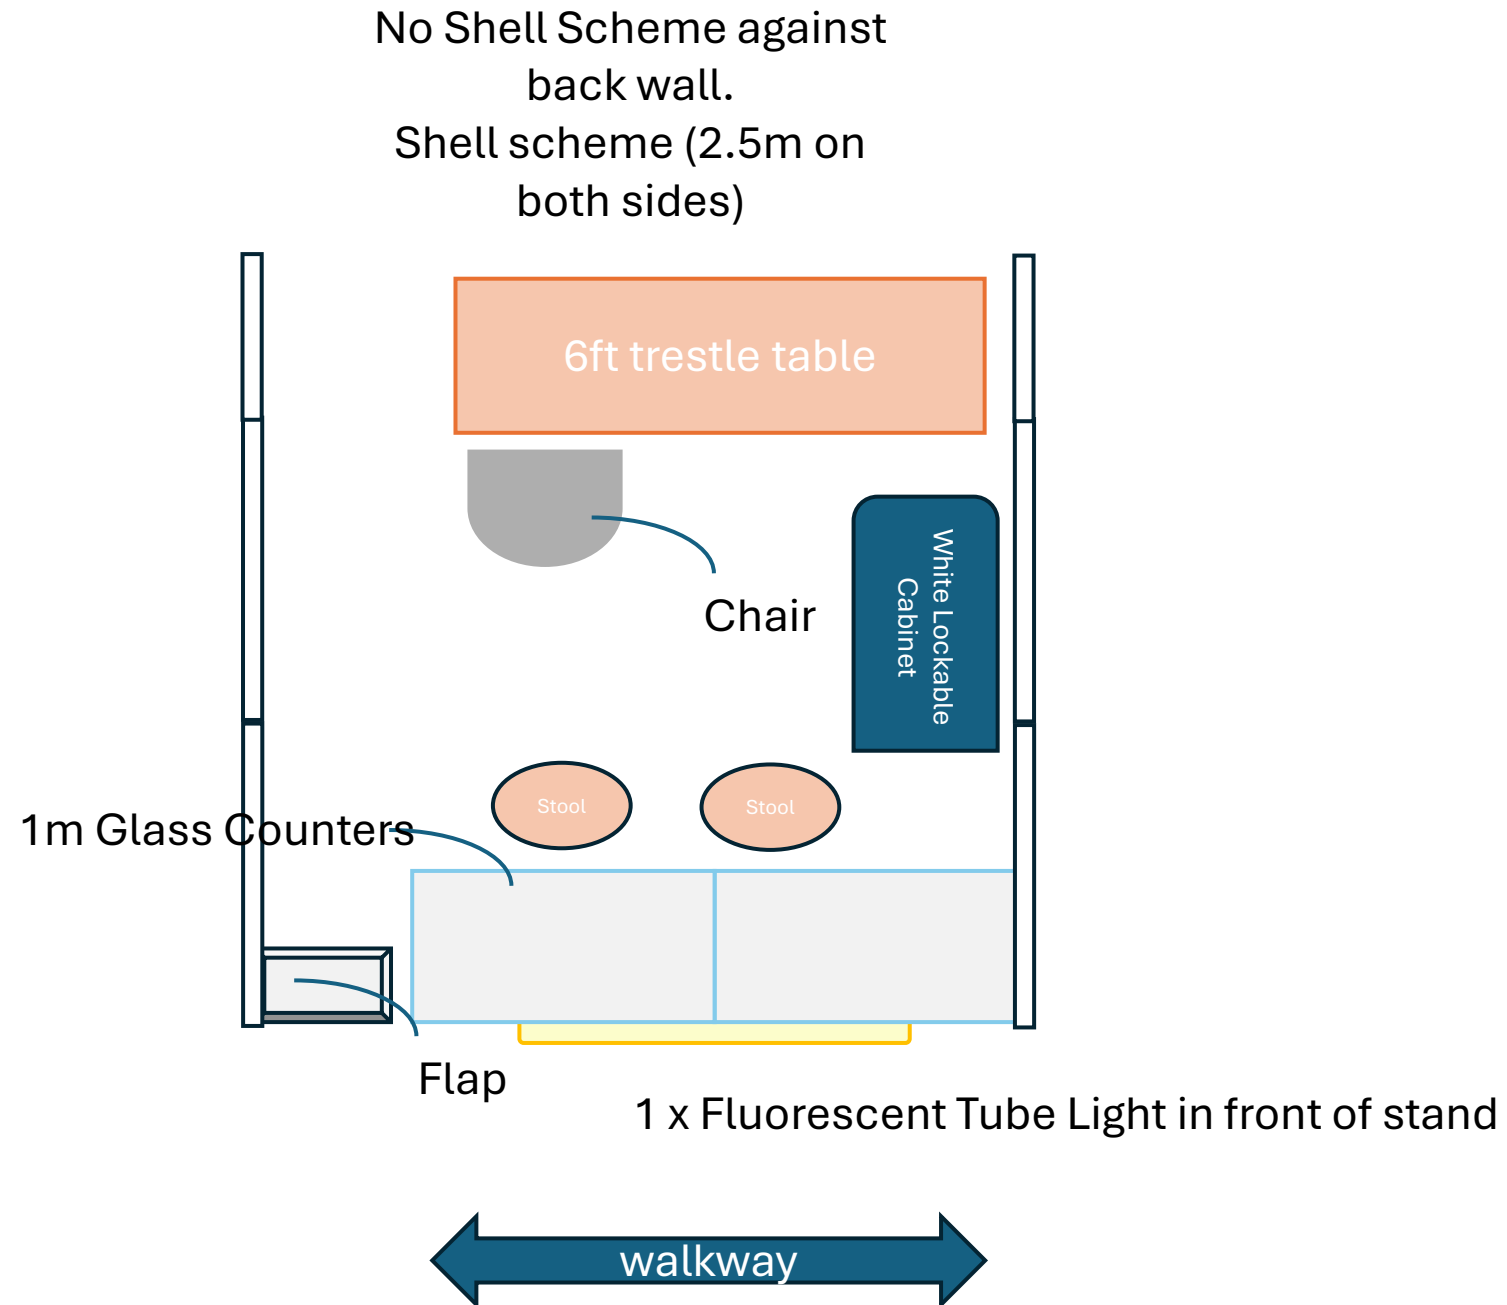 No Shell Scheme against
back wall.
Shell scheme (2.5m on
both sides)
6ft trestle table
Chair
White Lockable
Cabinet
Stool
Stool
1m Glass Counters
Flap
1 x Fluorescent Tube Light in front of stand
walkway